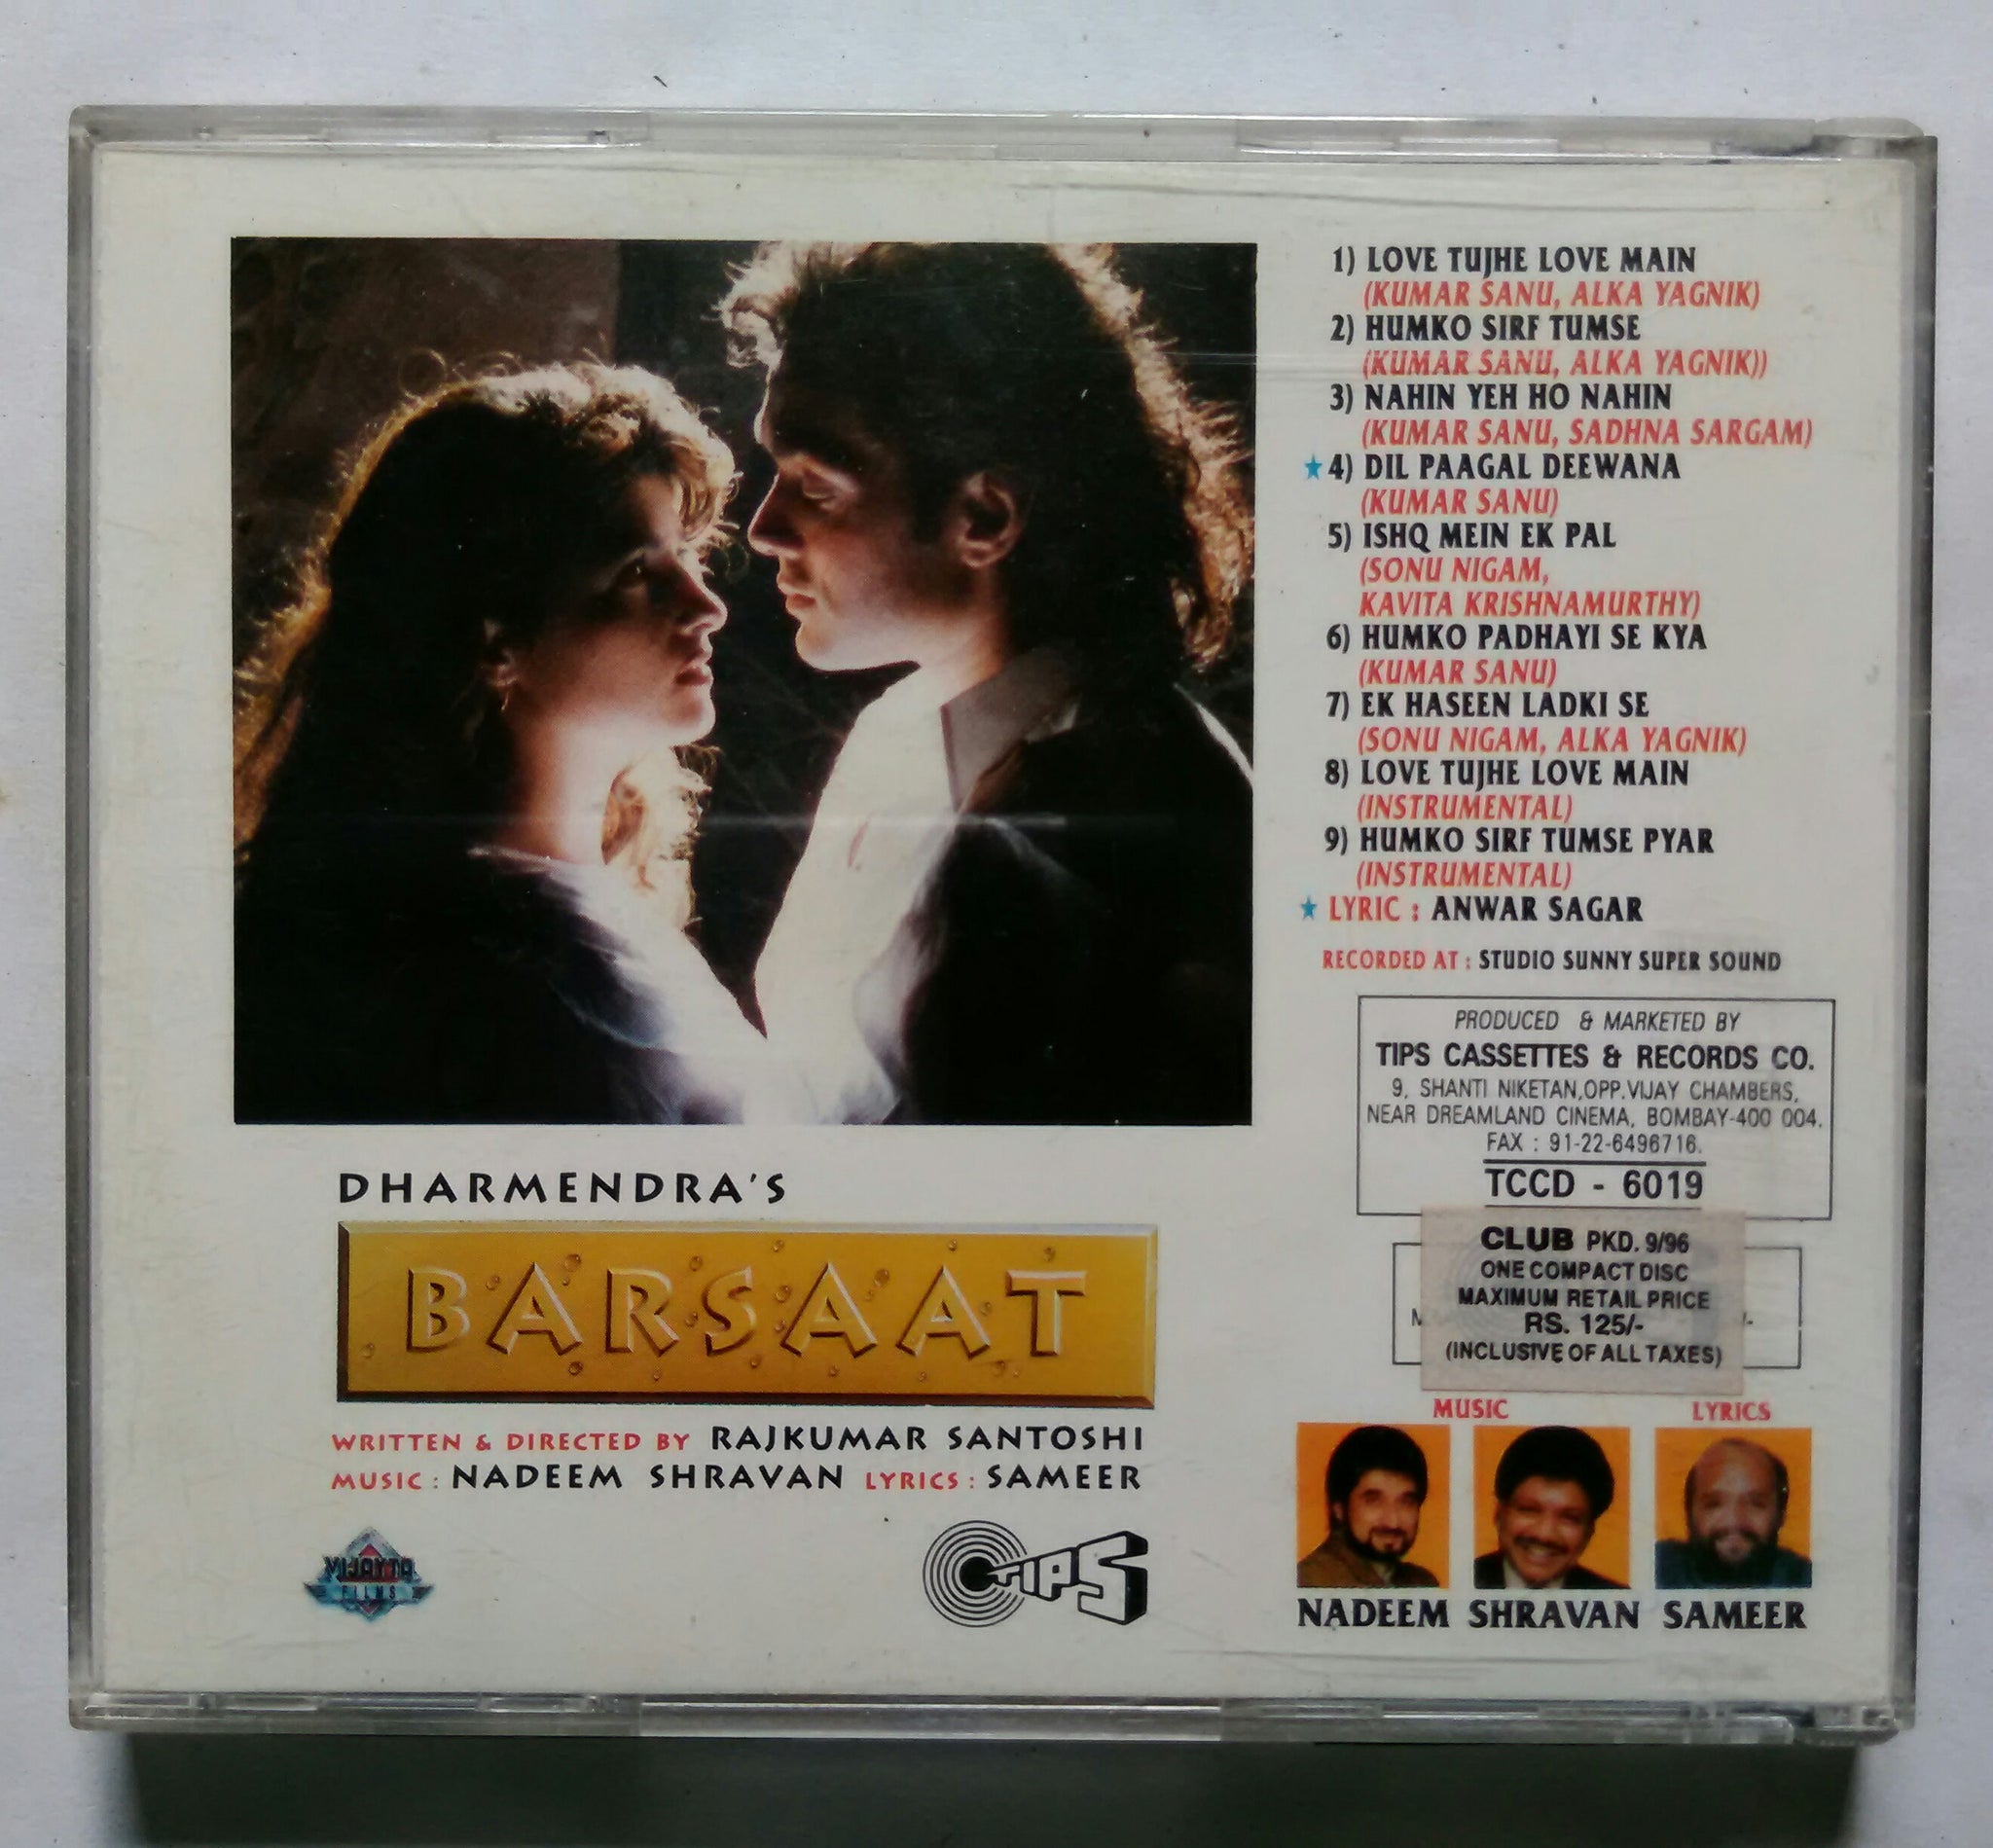 1) LOVE TUJHE LOVE MAIN
(KUMAR SANU, ALKA YAGNIK)
2) HUMKO SIRF TUMSE
(KUMAR SANU, ALKA YAGNIK))
3) NAHIN YEH HO NAHIN
(KUMAR SANU, SADHNA SARGAM)
★ 4) DIL PAAGAL DEEWANA
(KUMAR SANU)
5) ISHQ MEIN EK PAL
(SONU NIGAM,
KAVITA KRISHNAMURTHY)
6) HUMKO PADHAYI SE KYA
(KUMAR SANU)
7) EK HASEEN LADKI SE
(SONU NIGAM, ALKA YAGNIK)
8) LOVE TUJHE LOVE MAIN
(INSTRUMENTAL)
9) HUMKO SIRF TUMSE PYAR
(INSTRUMENTAL)
★ LYRIC : ANWAR SAGAR
RECORDED AT : STUDIO SUNNY SUPER SOUND
PRODUCED & MARKETED BY
TIPS CASSETTES & RECORDS CO.
9, SHANTI NIKETAN,OPP.VIJAY CHAMBERS,
NEAR DREAMLAND CINEMA, BOMBAY-400 004.
FAX : 91-22-6496716.
TCCD - 6019
CLUB PKD. 9/96
ONE COMPACT DISC
MAXIMUM RETAIL PRICE
RS. 125/-
(INCLUSIVE OF ALL TAXES)
MUSIC LYRICS
NADEEM SHRAVAN SAMEER
DHARMENDRA'S
BARSAAT
WRITTEN & DIRECTED BY RAJKUMAR SANTOSHI
MUSIC : NADEEM SHRAVAN LYRICS : SAMEER
VIJAYTA
FILMS
TIPS